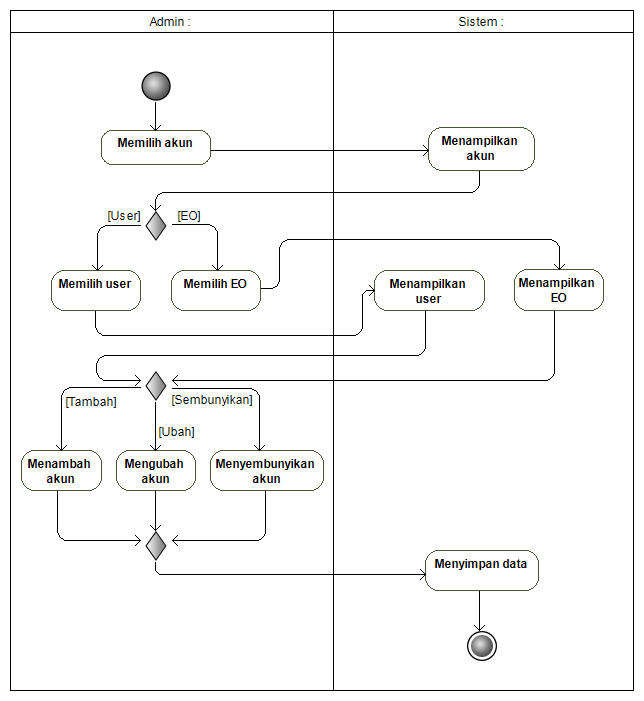 Admin :
Sistem :
Memilih akun
Menampilkan
akun
[User]
[EO]
Memilih user
Memilih EO
Menampilkan
user
Menampilkan
EO
[Tambah]
[Sembunyikan]
[Ubah]
Menambah
akun
Mengubah
akun
Menyembunyikan
akun
Menyimpan data